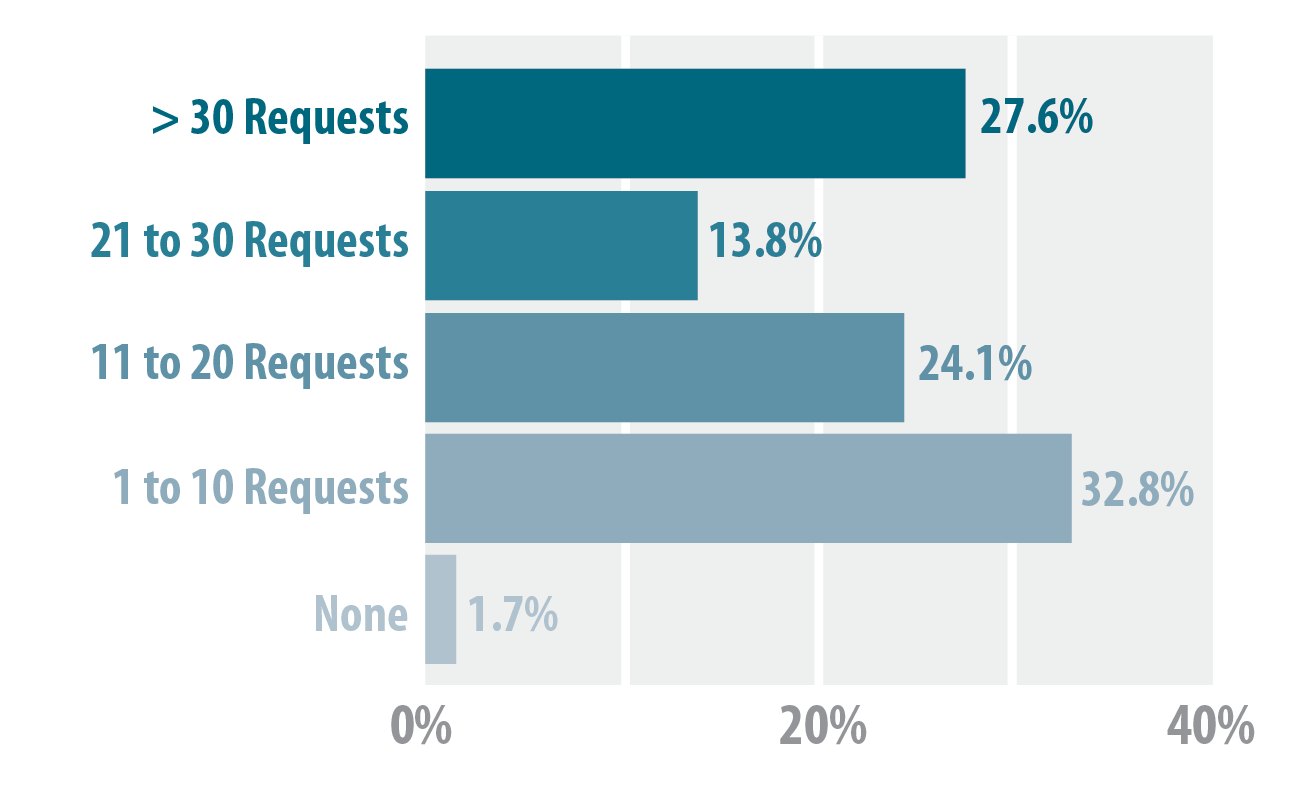 > 30 Requests 27.6%
21 to 30 Requests 13.8%
11 to 20 Requests 24.1%
1 to 10 Requests 32.8%
None 1.7%
0% 20% 40%